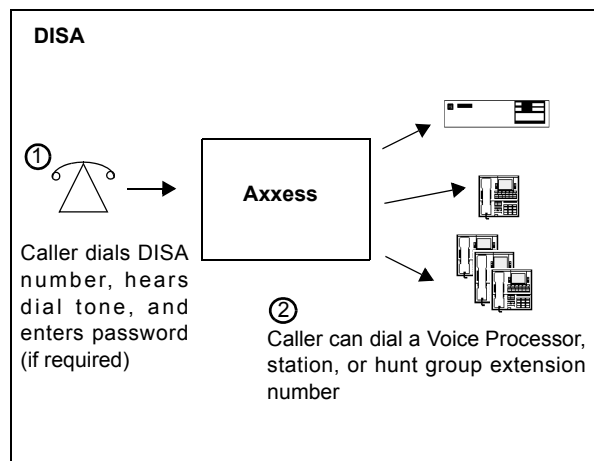 DISA
①
Axxess
Caller dials DISA
number, hears
dial tone, and
enters password
(if required)
②
Caller can dial a Voice Processor,
station, or hunt group extension
number